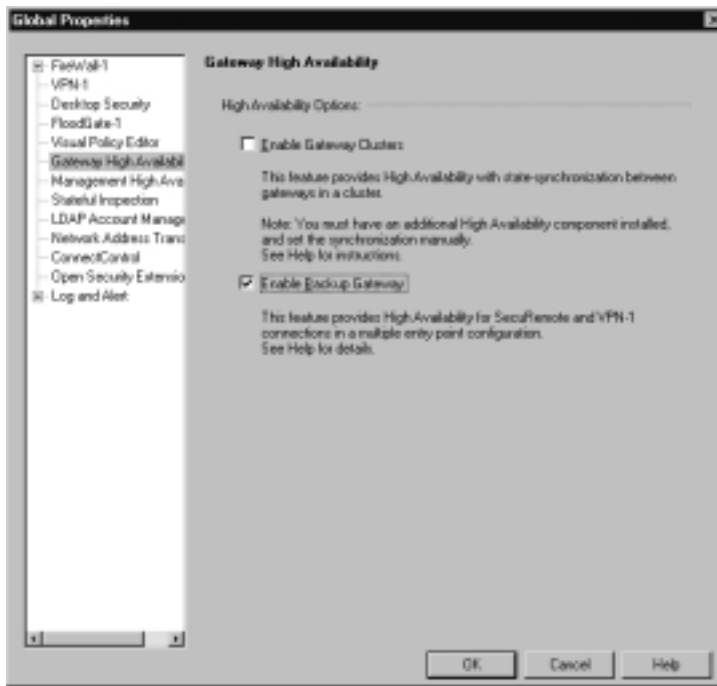 Global Properties
FireWall-1
VPN-1
Desktop Security
FloodGate-1
Visual Policy Editor
Gateway High Availabil
Management High Ava
Stateful Inspection
LDAP Account Manage
Network Address Trans
ConnectControl
Open Security Extensio
Log and Alert
Gateway High Availability
High Availability Options:
Enable Gateway Clusters
This feature provides High Availability with state-synchronization between
gateways in a cluster.
Note: You must have an additional High Availability component installed,
and set the synchronization manually.
See Help for instructions.
Enable Backup Gateway
This feature provides High Availability for SecuRemote and VPN-1
connections in a multiple entry point configuration.
See Help for details.
OK Cancel Help